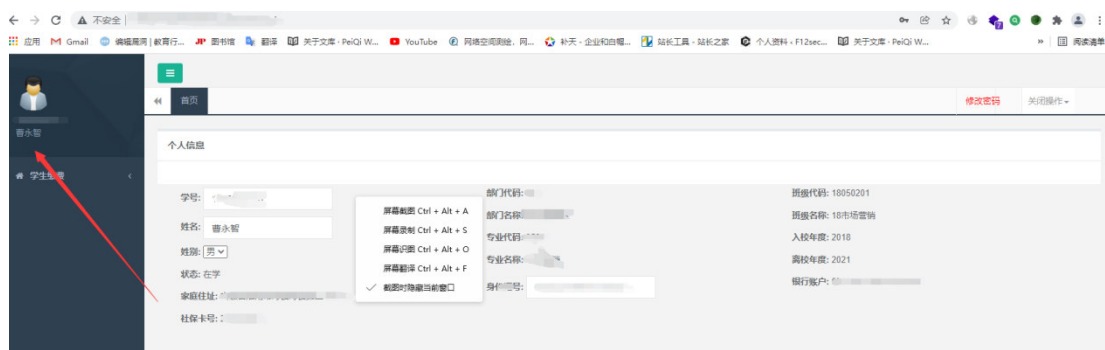 不安全
应用 Gmail 图书馆 翻译 关于文库 - PeiQi W... YouTube 网络空间测绘, 网... 补天 - 企业和白帽... 站长工具 - 站长之家 个人资料 - F12sec... 关于文库 - PeiQi W... » 阅读清单
首页 修改密码 关闭操作
曹永智
个人信息
学号: 部门代码: 班级代码: 18050201
屏幕截图 Ctrl + Alt + A
部门名称 班级名称: 18市场营销
姓名: 曹永智 屏幕录制 Ctrl + Alt + S
专业代码: 入校年度: 2018
性别: 男 屏幕识图 Ctrl + Alt + O
专业名称: 离校年度: 2021
状态: 在学 屏幕翻译 Ctrl + Alt + F
银行账户:
家庭住址: 截图时隐藏当前窗口
社保卡号: